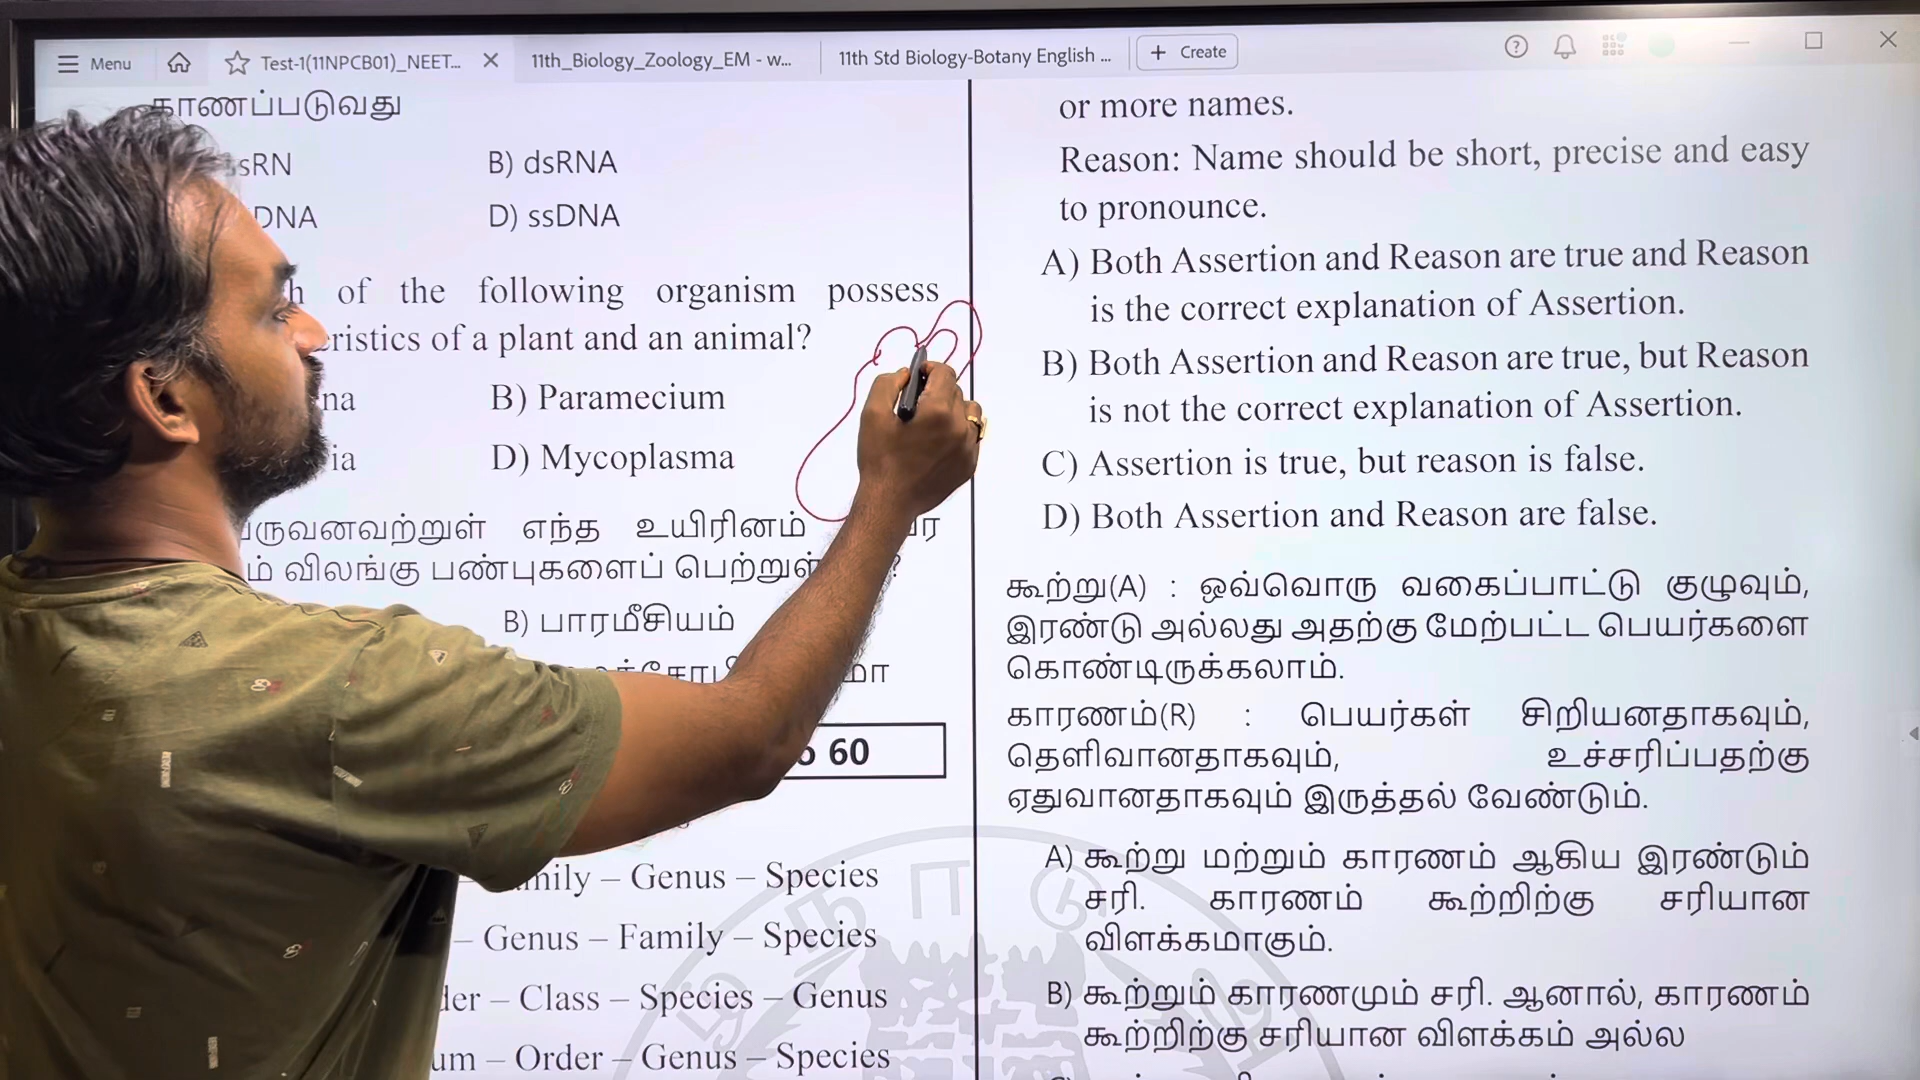 Menu
Test-1(11NPCB01)_NEET...
11th_Biology_Zoology_EM - w...
11th Std Biology-Botany English ...
+ Create
காணப்படுவது
B) dsRNA
D) ssDNA
of the following organism possess
of a plant and an animal?
B) Paramecium
D) Mycoplasma
எந்த உயிரினம்
விலங்கு பண்புகளைப்
B) பாரமீசியம்
60
– Genus – Species
– Genus – Family – Species
– Class – Species – Genus
– Order – Genus – Species
or more names.
Reason: Name should be short, precise and easy
to pronounce.
A) Both Assertion and Reason are true and Reason
is the correct explanation of Assertion.
B) Both Assertion and Reason are true, but Reason
is not the correct explanation of Assertion.
C) Assertion is true, but reason is false.
D) Both Assertion and Reason are false.
கூற்று(A) : ஒவ்வொரு வகைப்பாட்டு குழுவும்,
இரண்டு அல்லது அதற்கு மேற்பட்ட பெயர்களை
கொண்டிருக்கலாம்.
காரணம்(R) : பெயர்கள் சிறியனதாகவும்,
தெளிவானதாகவும், உச்சரிப்பதற்கு
ஏதுவானதாகவும் இருத்தல் வேண்டும்.
A) கூற்று மற்றும் காரணம் ஆகிய இரண்டும்
சரி. காரணம் கூற்றிற்கு சரியான
விளக்கமாகும்.
B) கூற்றும் காரணமும் சரி. ஆனால், காரணம்
கூற்றிற்கு சரியான விளக்கம் அல்ல